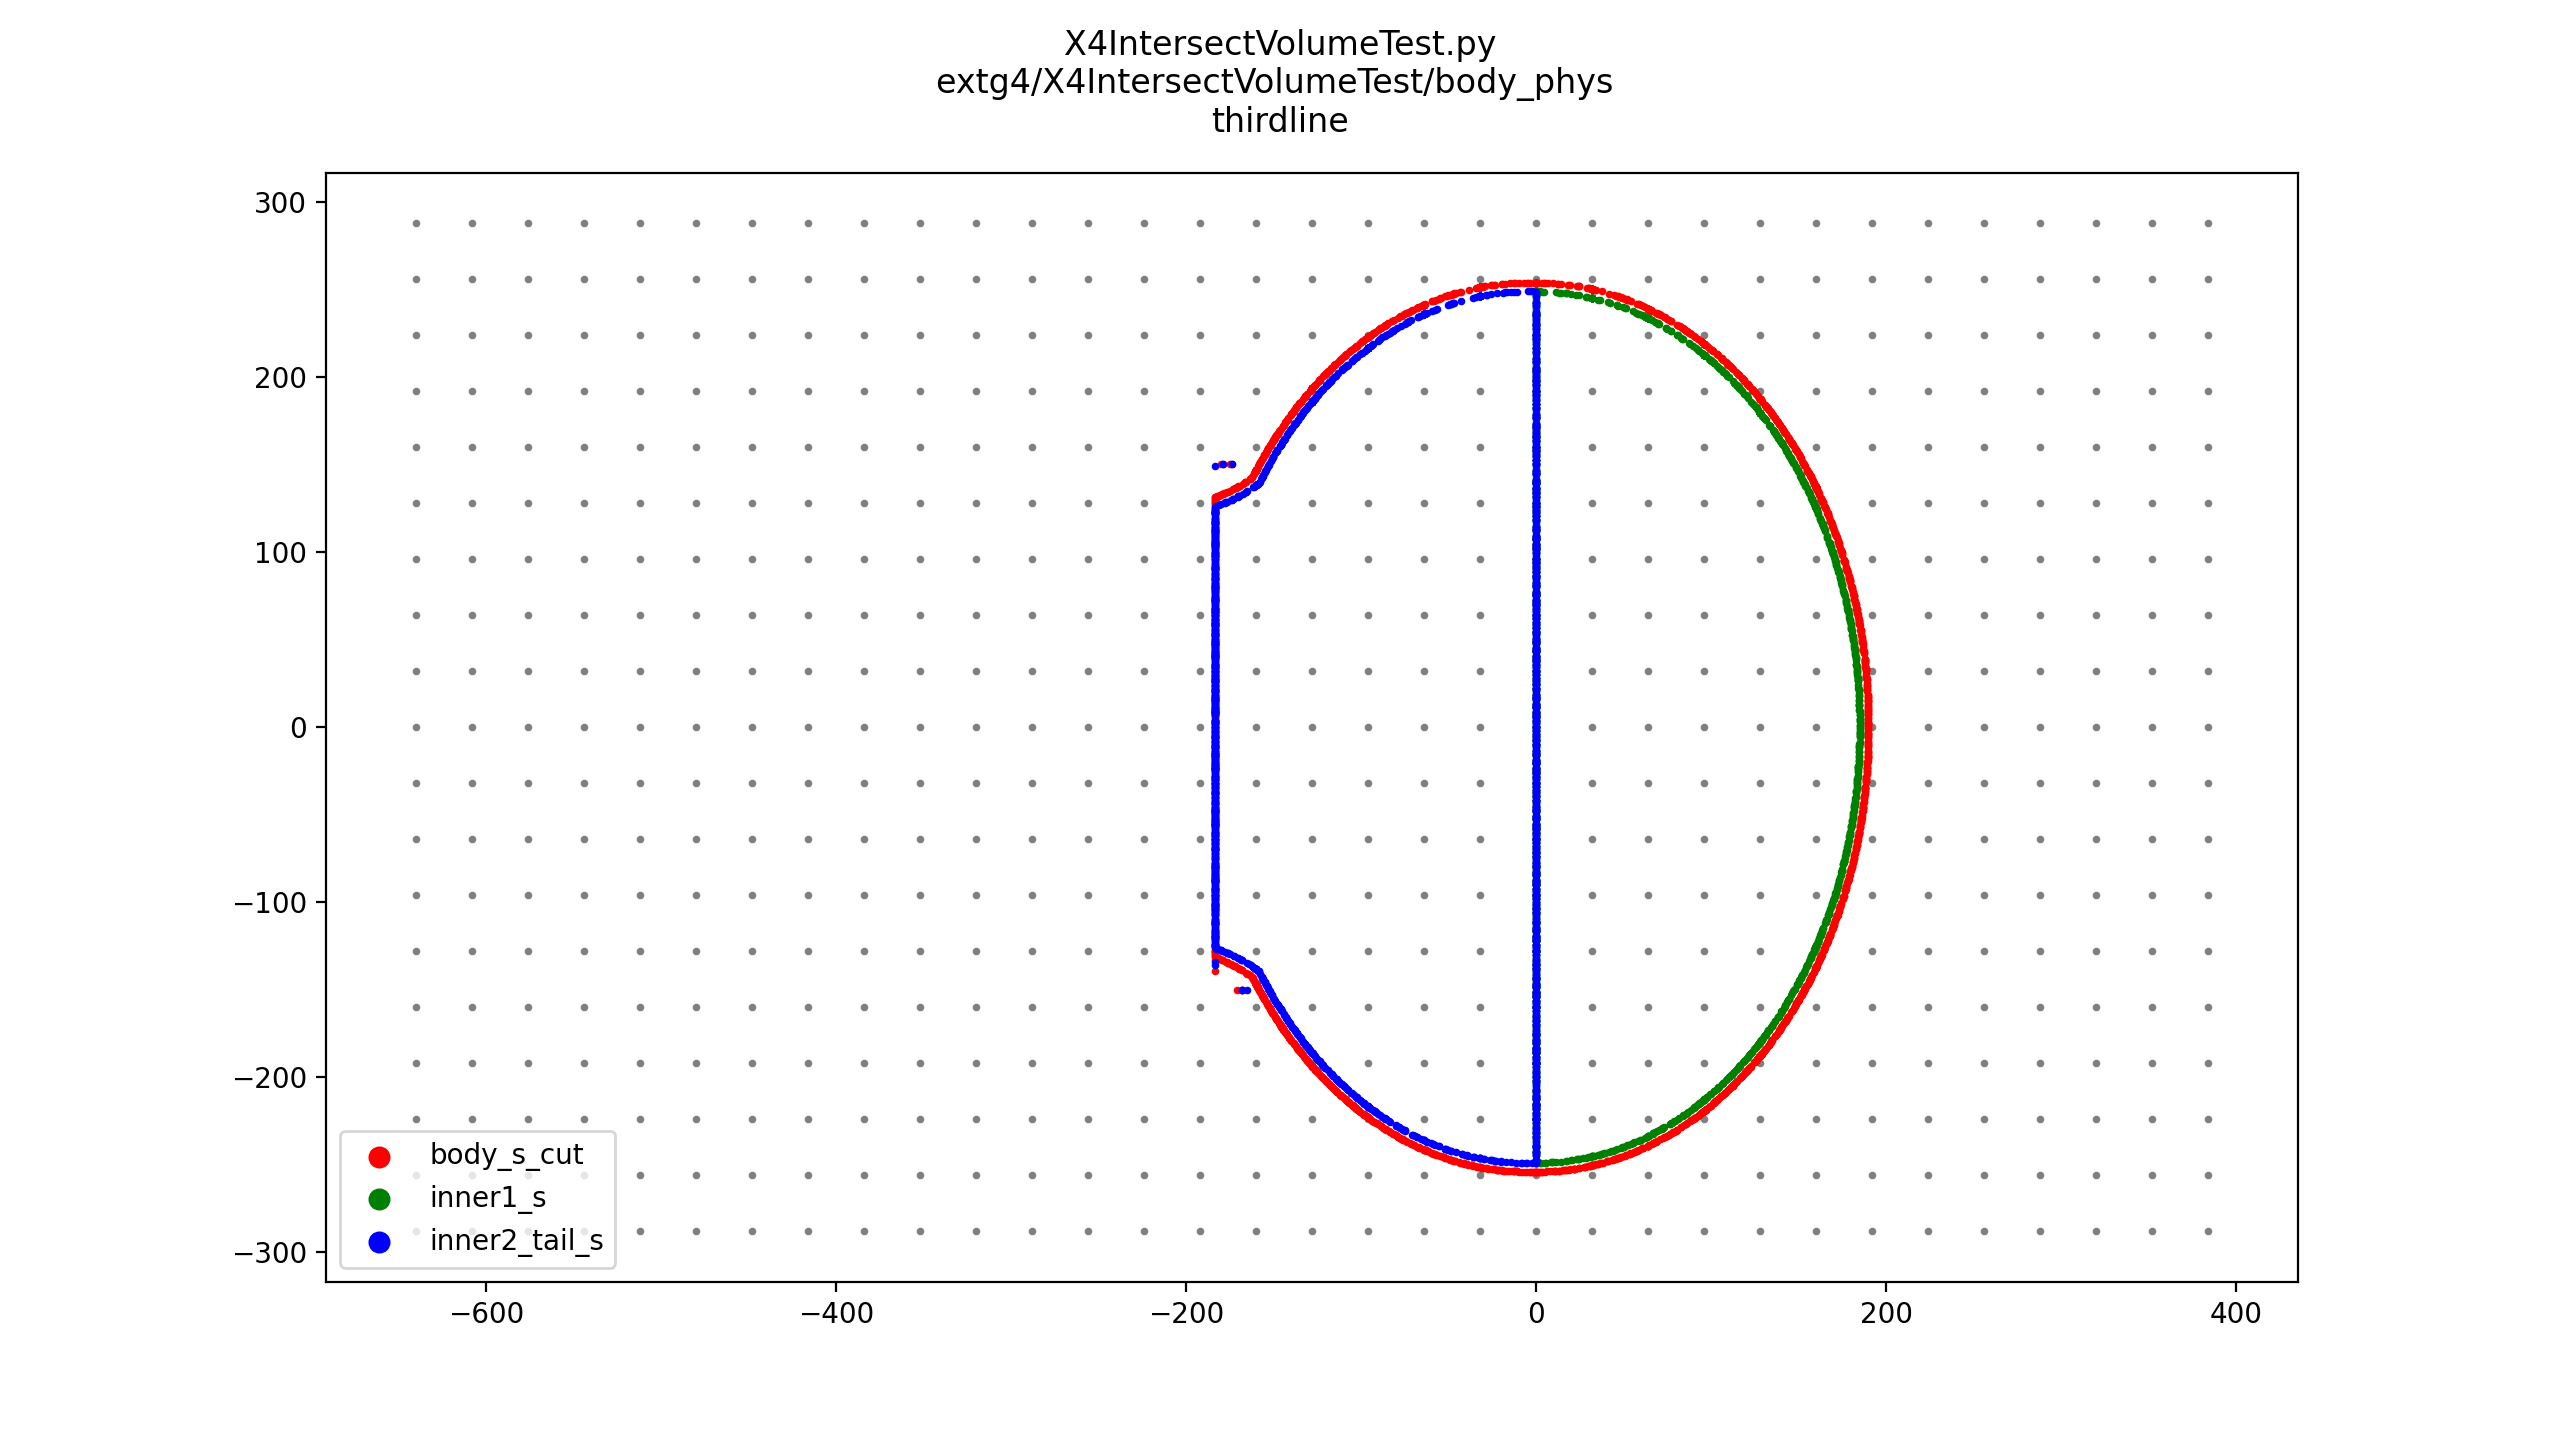 X4IntersectVolumeTest.py
extg4/X4IntersectVolumeTest/body_phys
thirdline
300
200
100
0
−100
−200
−300
−600
−400
−200
0
200
400
body_s_cut
inner1_s
inner2_tail_s